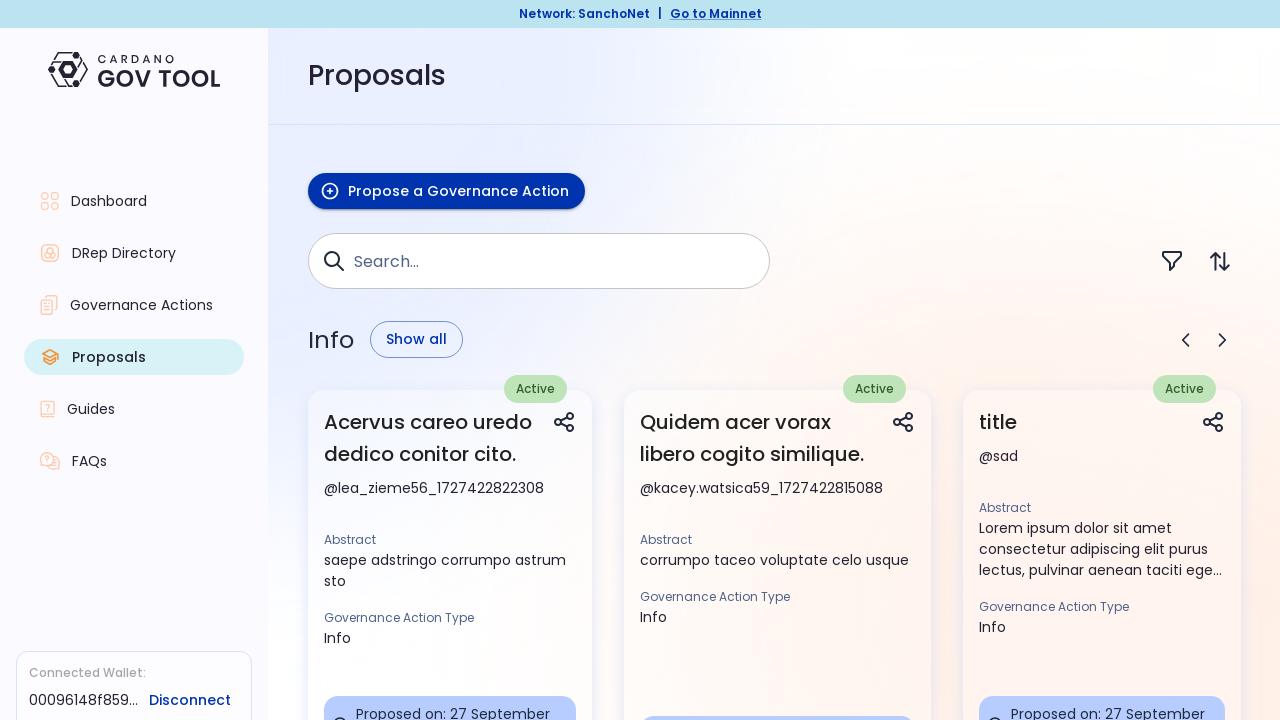 Network: SanchoNet | Go to Mainnet
CARDANO
GOV TOOL
Proposals
Dashboard
DRep Directory
Governance Actions
Proposals
Guides
FAQs
Connected Wallet:
00096148f859... Disconnect
Propose a Governance Action
Search...
Info Show all
Active
Acervus careo uredo
dedico conitor cito.
@lea_zieme56_1727422822308
Abstract
saepe adstringo corrumpo astrum
sto
Governance Action Type
Info
Proposed on: 27 September
Active
Quidem acer vorax
libero cogito similique.
@kacey.watsica59_1727422815088
Abstract
corrumpo taceo voluptate celo usque
Governance Action Type
Info
Active
title
@sad
Abstract
Lorem ipsum dolor sit amet
consectetur adipiscing elit purus
lectus, pulvinar aenean taciti ege...
Governance Action Type
Info
Proposed on: 27 September